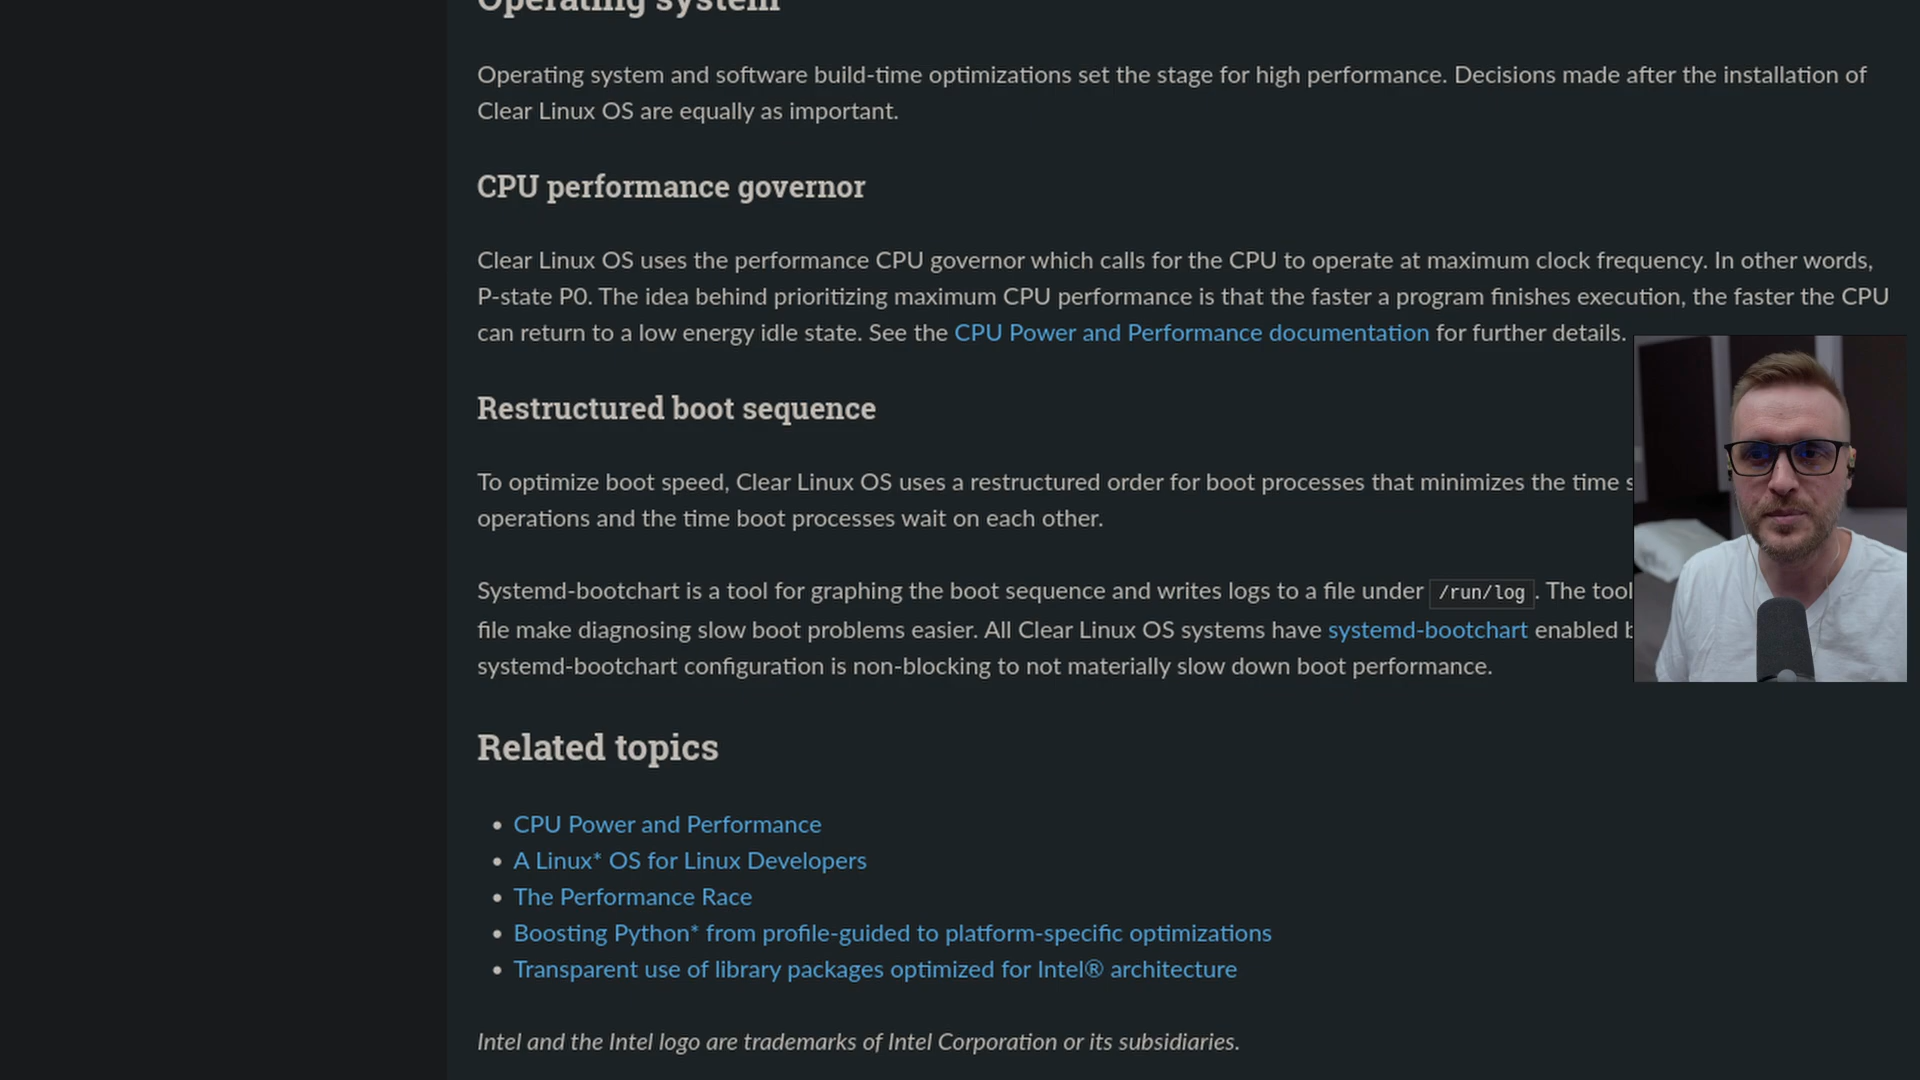 Operating system
Operating system and software build-time optimizations set the stage for high performance. Decisions made after the installation of
Clear Linux OS are equally as important.
CPU performance governor
Clear Linux OS uses the performance CPU governor which calls for the CPU to operate at maximum clock frequency. In other words,
P-state P0. The idea behind prioritizing maximum CPU performance is that the faster a program finishes execution, the faster the CPU
can return to a low energy idle state. See the CPU Power and Performance documentation for further details.
Restructured boot sequence
To optimize boot speed, Clear Linux OS uses a restructured order for boot processes that minimizes the time
operations and the time boot processes wait on each other.
Systemd-bootchart is a tool for graphing the boot sequence and writes logs to a file under /run/log. The tool
file make diagnosing slow boot problems easier. All Clear Linux OS systems have systemd-bootchart enabled
systemd-bootchart configuration is non-blocking to not materially slow down boot performance.
Related topics
• CPU Power and Performance
• A Linux* OS for Linux Developers
• The Performance Race
• Boosting Python* from profile-guided to platform-specific optimizations
• Transparent use of library packages optimized for Intel® architecture
Intel and the Intel logo are trademarks of Intel Corporation or its subsidiaries.